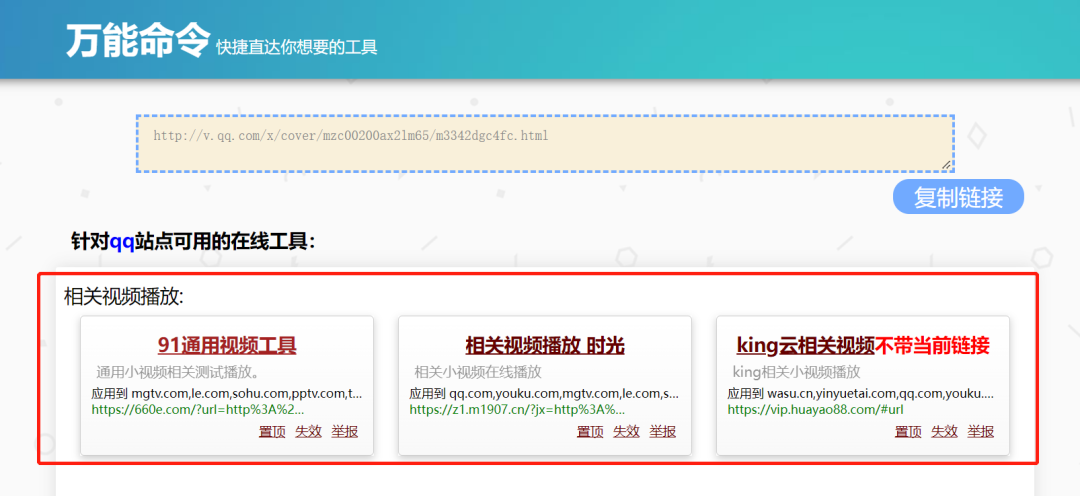 万能命令 快捷直达你想要的工具
http://v.qq.com/x/cover/mzc00200ax2lm65/m3342dgc4fc.html
复制链接
针对qq站点可用的在线工具：
相关视频播放:
91通用视频工具
通用小视频相关测试播放。
应用到 mgtv.com,le.com,sohu.com,pptv.com,t...
https://660e.com/?url=http%3A%2...
置顶 失效 举报
相关视频播放 时光
相关小视频在线播放
应用到 qq.com,youku.com,mgtv.com,le.com,s...
https://z1.m1907.cn/?jx=http%3A%...
置顶 失效 举报
king云相关视频不带当前链接
king相关小视频播放
应用到 wasu.cn,yinyuetai.com,qq.com,youku....
https://vip.huayao88.com/#url
置顶 失效 举报